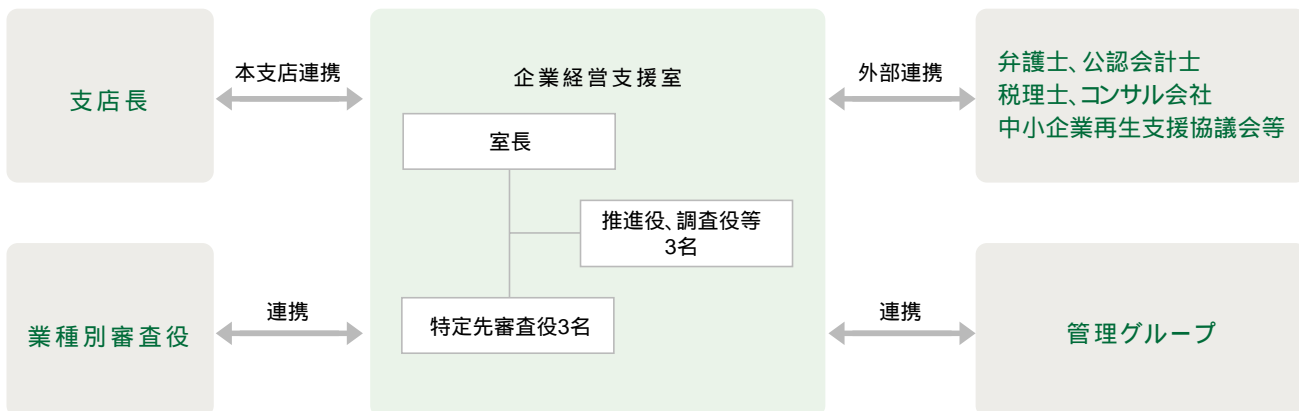 支店長
本支店連携
企業経営支援室
外部連携
弁護士、公認会計士
税理士、コンサル会社
中小企業再生支援協議会等
室長
推進役、調査役等
3名
業種別審査役
連携
特定先審査役3名
連携
管理グループ